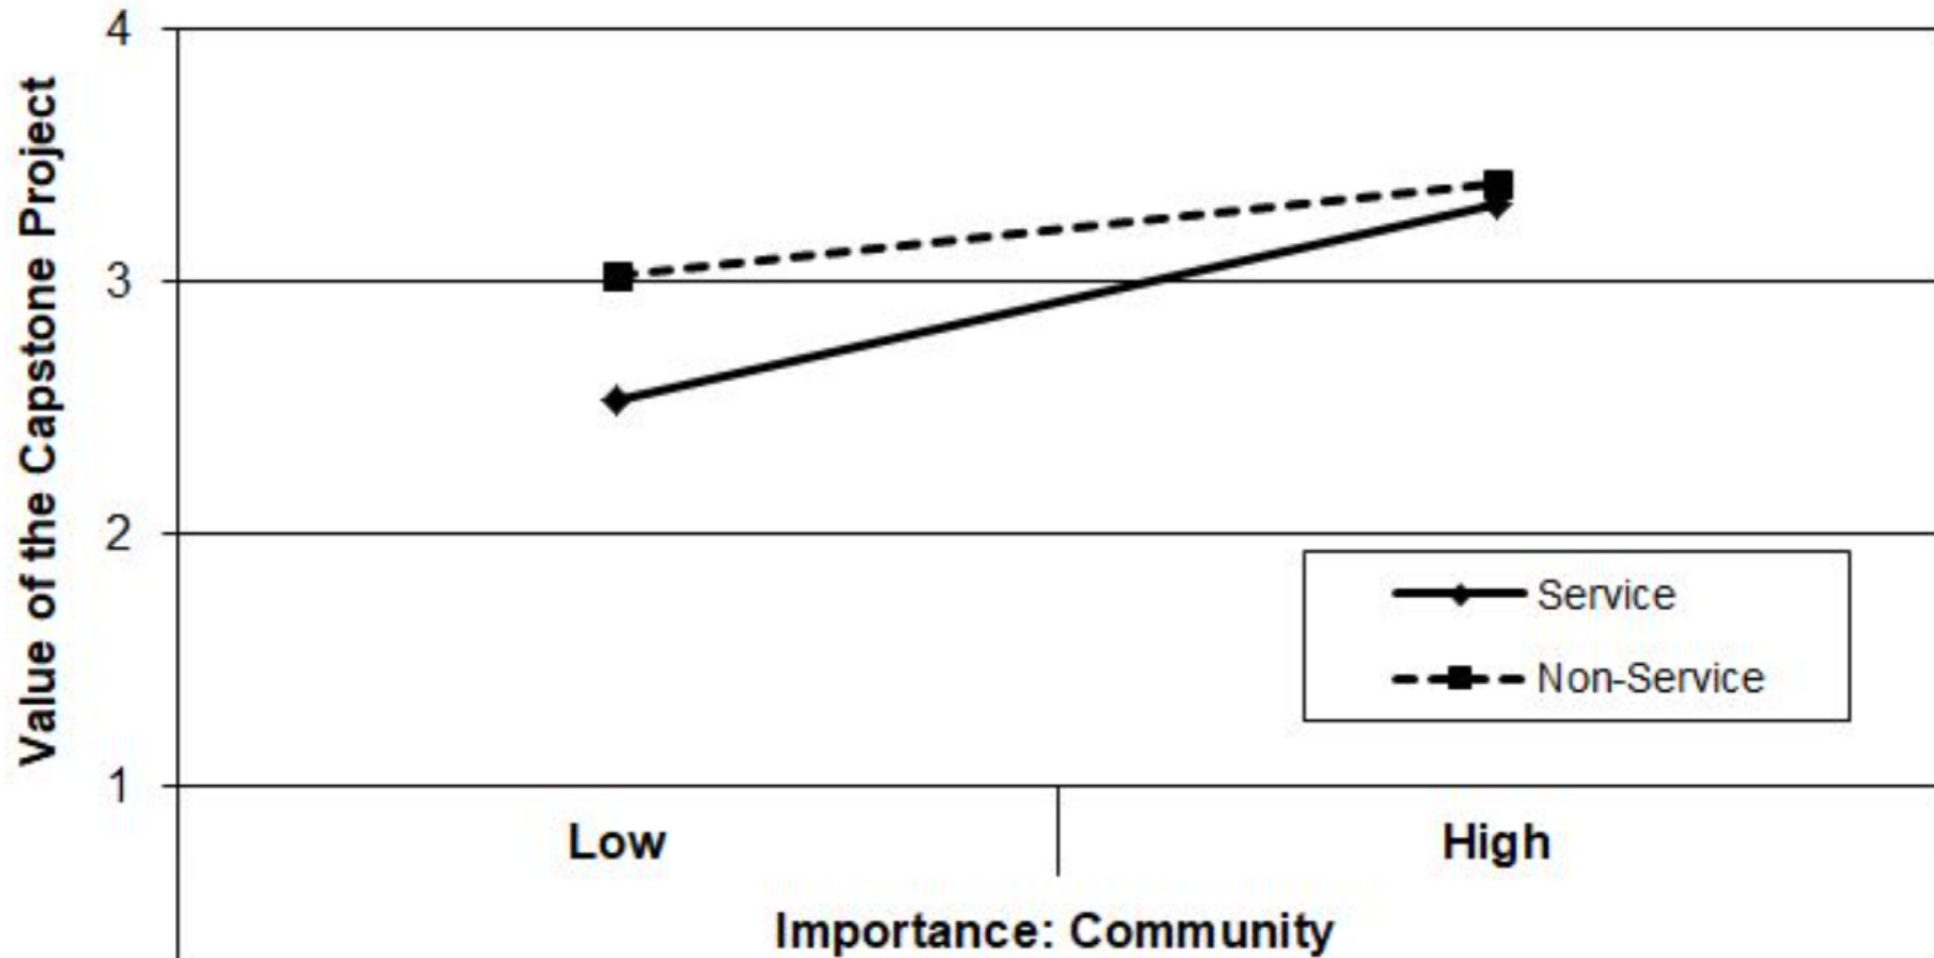 Value of the Capstone Project
4
3
2
1
Service
Non-Service
Low
High
Importance: Community